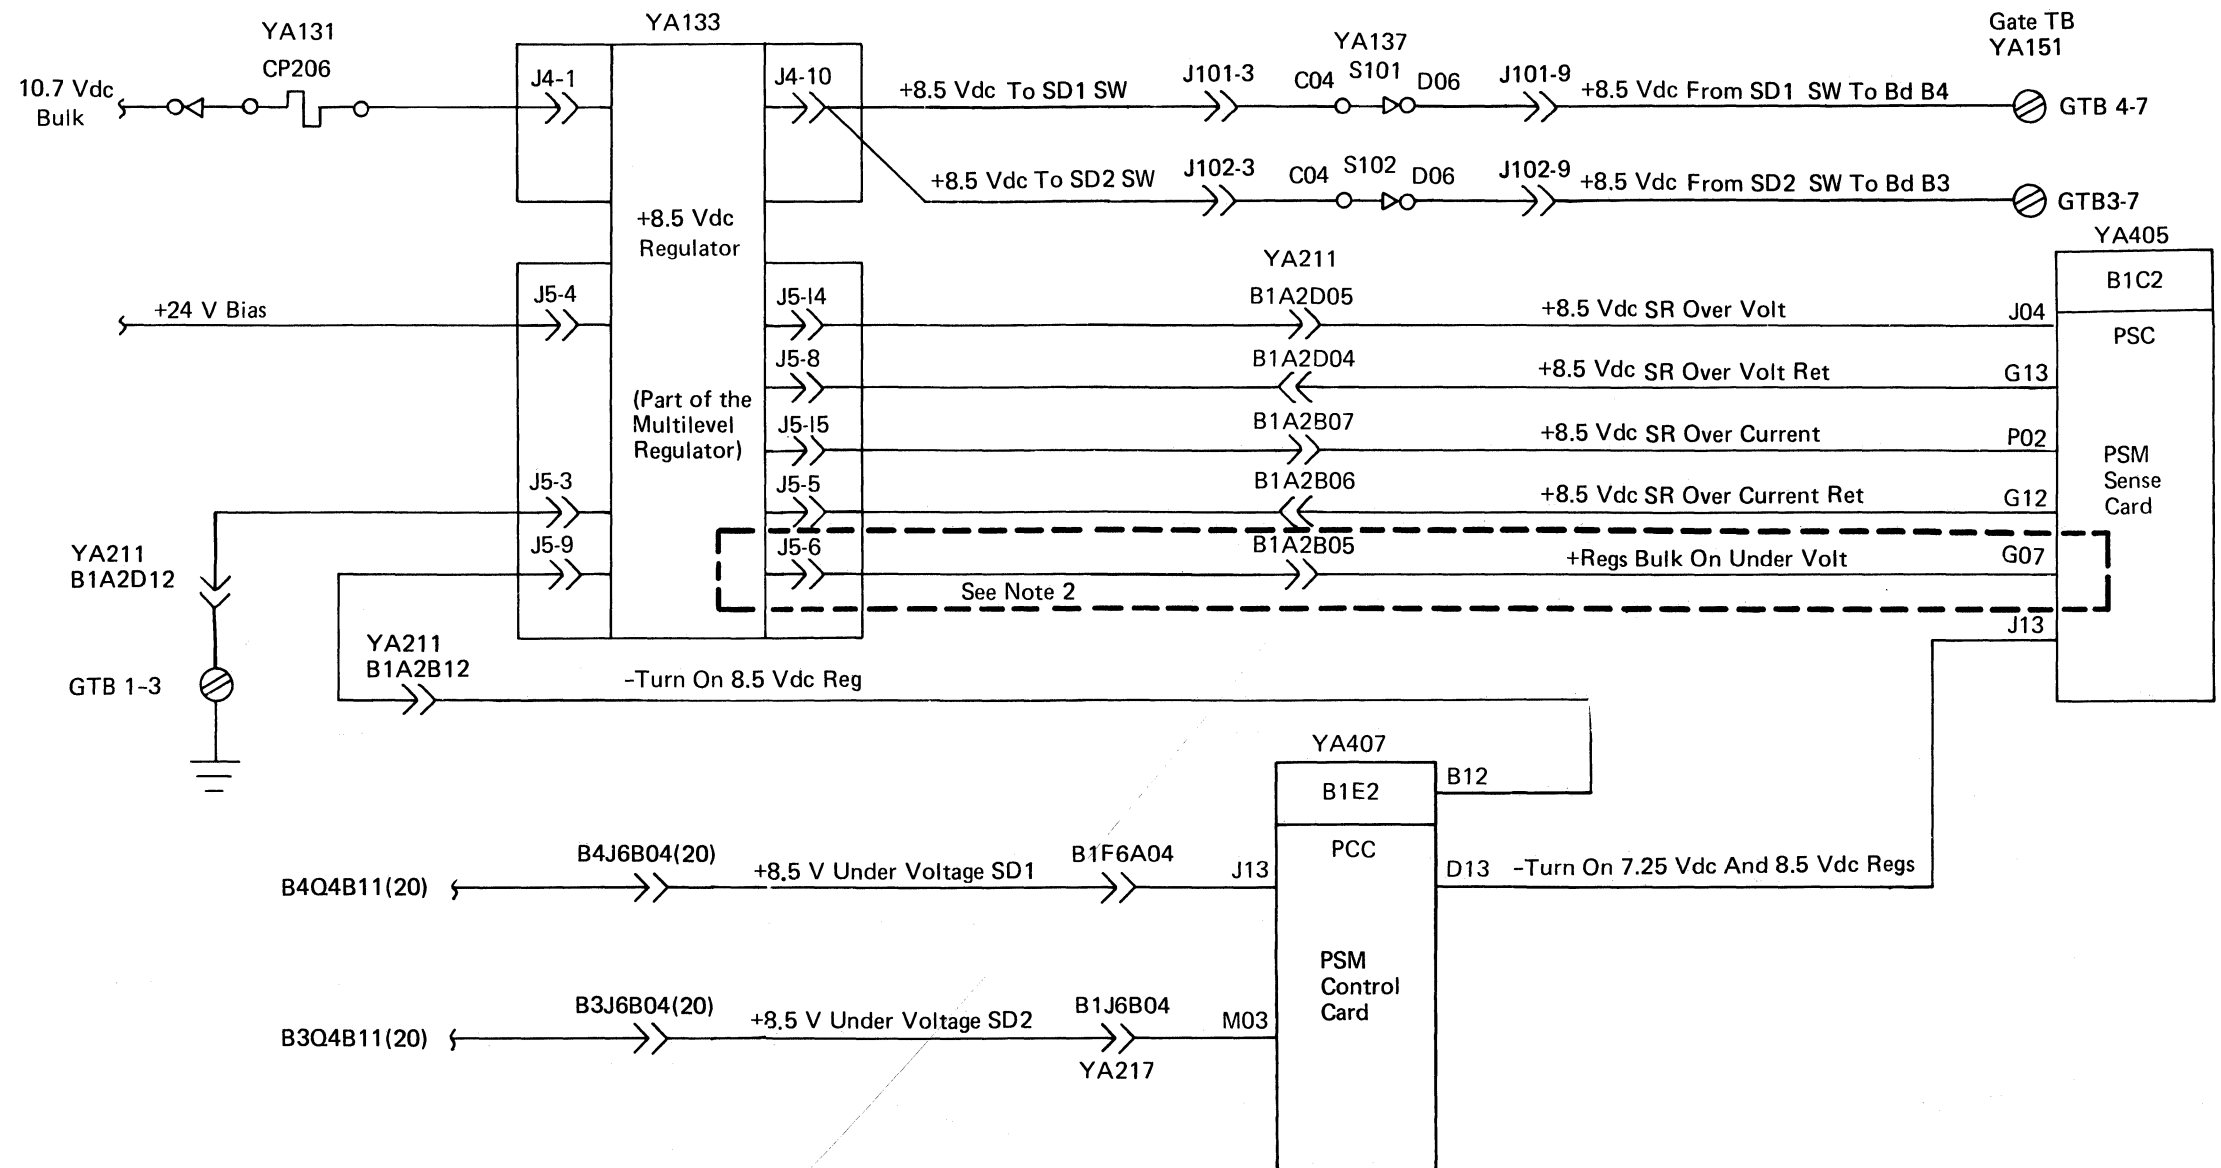 YA131
CP206
10.7 Vdc
Bulk
YA133
J4-1
J4-10
+8.5 Vdc To SD1 SW
J101-3
YA137
S101
C04
D06
J101-9
+8.5 Vdc From SD1 SW To Bd B4
Gate TB
YA151
GTB 4-7
+8.5 Vdc To SD2 SW
J102-3
S102
C04
D06
J102-9
+8.5 Vdc From SD2 SW To Bd B3
GTB3-7
+8.5 Vdc
Regulator
YA405
B1C2
+24 V Bias
J5-4
J5-I4
YA211
B1A2D05
+8.5 Vdc SR Over Volt
J04
PSC
J5-8
B1A2D04
+8.5 Vdc SR Over Volt Ret
G13
(Part of the
Multilevel
Regulator)
J5-I5
B1A2B07
+8.5 Vdc SR Over Current
P02
PSM
Sense
Card
J5-3
J5-5
B1A2B06
+8.5 Vdc SR Over Current Ret
G12
YA211
B1A2D12
J5-9
J5-6
B1A2B05
+Regs Bulk On Under Volt
G07
See Note 2
J13
GTB 1-3
YA211
B1A2B12
-Turn On 8.5 Vdc Reg
YA407
B1E2
B12
PCC
B4Q4B11(20)
B4J6B04(20)
+8.5 V Under Voltage SD1
B1F6A04
J13
D13
-Turn On 7.25 Vdc And 8.5 Vdc Regs
PSM
Control
Card
B3Q4B11(20)
B3J6B04(20)
+8.5 V Under Voltage SD2
B1J6B04
M03
YA217